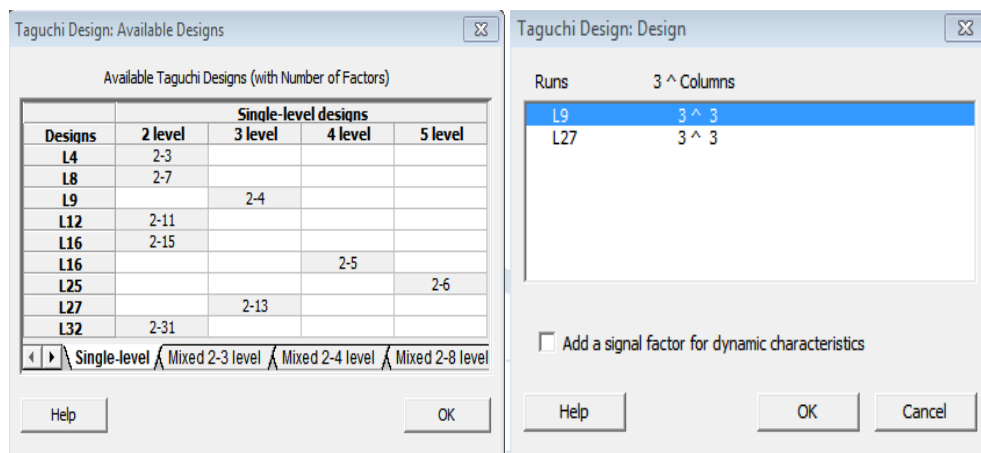 Taguchi Design: Available Designs
Available Taguchi Designs (with Number of Factors)
Single-level designs
Designs 2 level 3 level 4 level 5 level
L4 2-3
L8 2-7
L9 2-4
L12 2-11
L16 2-15
L16 2-5
L25 2-6
L27 2-13
L32 2-31
Single-level Mixed 2-3 level Mixed 2-4 level Mixed 2-8 level
Help OK
Taguchi Design: Design
Runs 3 ^ Columns
L9 3 ^ 3
L27 3 ^ 3
Add a signal factor for dynamic characteristics
Help OK Cancel